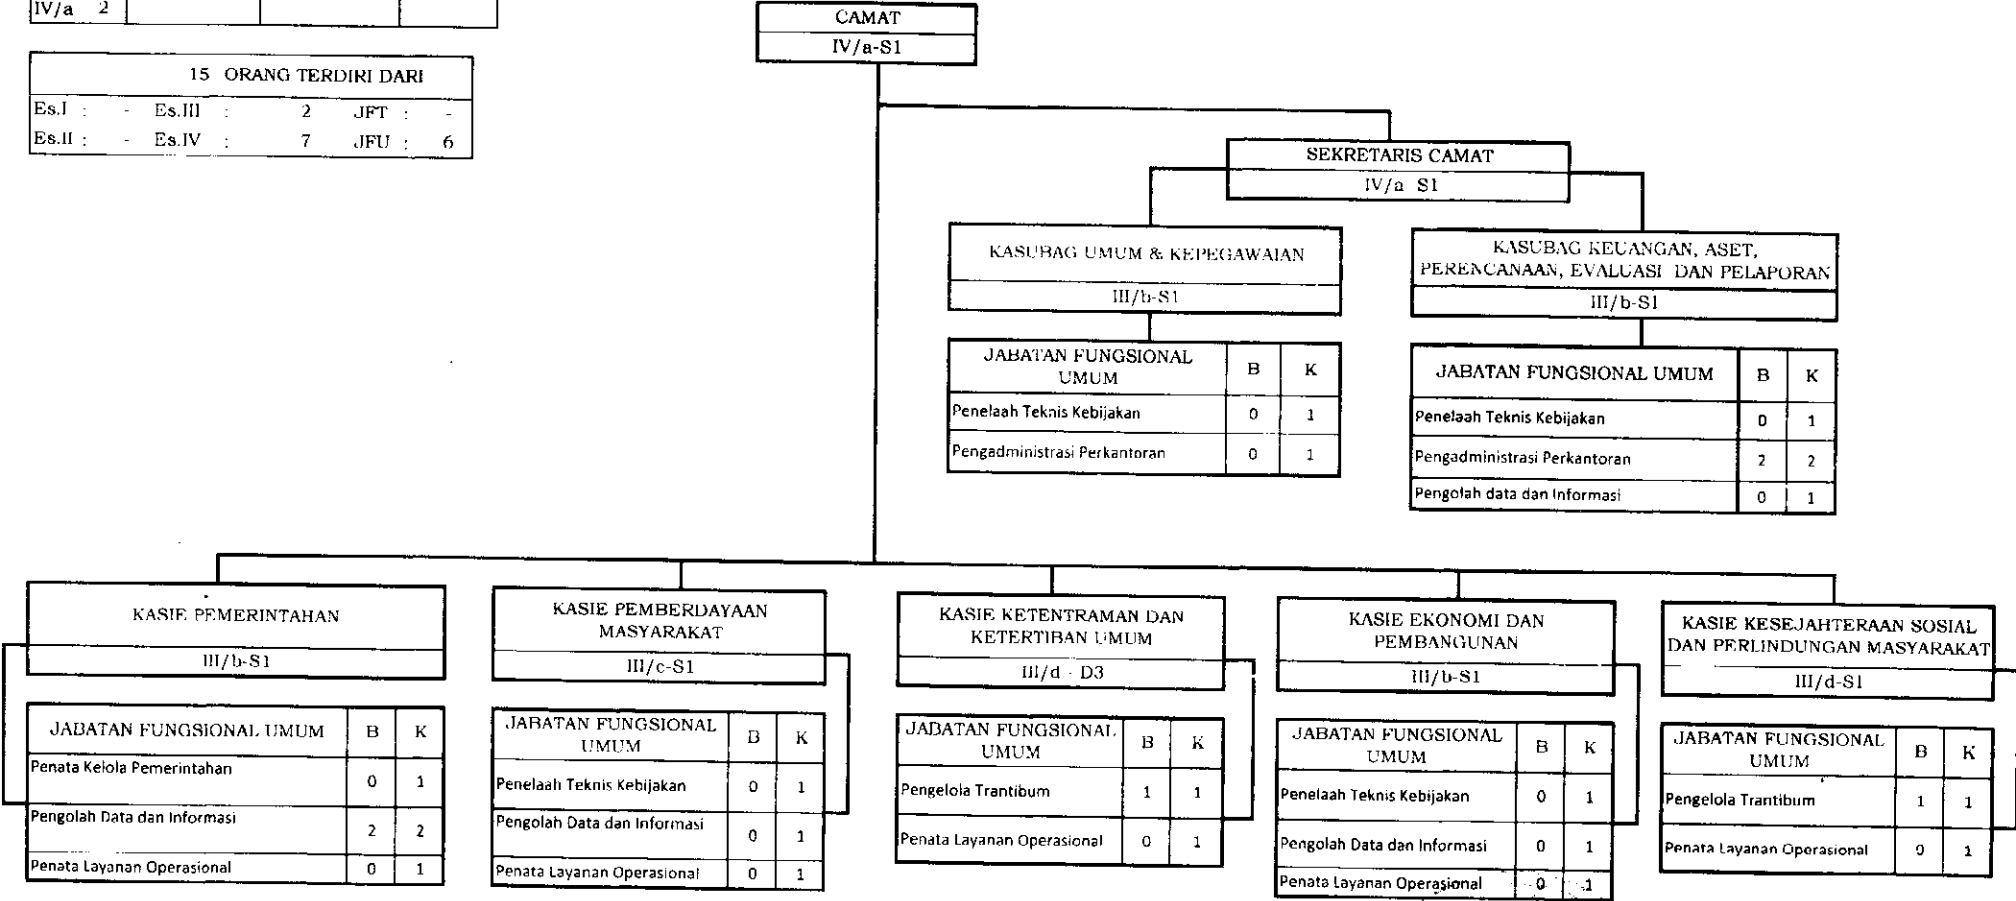 IV/a 2
15 ORANG TERDIRI DARI
Es.I : - Es.III : 2 JFT : -
Es.II : - Es.IV : 7 JFU : 6
CAMAT
IV/a-S1
SEKRETARIS CAMAT
IV/a S1
KASUBAG UMUM & KEPEGAWAIAN
III/b-S1
JABATAN FUNGSIONAL
UMUM
B K
Penelaah Teknis Kebijakan 0 1
Pengadministrasi Perkantoran 0 1
KASUBAG KEUANGAN, ASET,
PERENCANAAN, EVALUASI DAN PELAPORAN
III/b-S1
JABATAN FUNGSIONAL UMUM B K
Penelaah Teknis Kebijakan 0 1
Pengadministrasi Perkantoran 2 2
Pengolah data dan Informasi 0 1
KASIE PEMERINTAHAN
III/b-S1
JABATAN FUNGSIONAL UMUM B K
Penata Kelola Pemerintahan 0 1
Pengolah Data dan Informasi 2 2
Penata Layanan Operasional 0 1
KASIE PEMBERDAYAAN
MASYARAKAT
III/c-S1
JABATAN FUNGSIONAL
UMUM
B K
Penelaah Teknis Kebijakan 0 1
Pengolah Data dan Informasi 0 1
Penata Layanan Operasional 0 1
KASIE KETENTRAMAN DAN
KETERTIBAN UMUM
III/d - D3
JABATAN FUNGSIONAL
UMUM
B K
Pengelola Trantibum 1 1
Penata Layanan Operasional 0 1
KASIE EKONOMI DAN
PEMBANGUNAN
III/b-S1
JABATAN FUNGSIONAL
UMUM
B K
Penelaah Teknis Kebijakan 0 1
Pengolah Data dan Informasi 0 1
Penata Layanan Operasional 0 1
KASIE KESEJAHTERAAN SOSIAL
DAN PERLINDUNGAN MASYARAKAT
III/d-S1
JABATAN FUNGSIONAL
UMUM
B K
Pengelola Trantibum 1 1
Penata Layanan Operasional 0 1